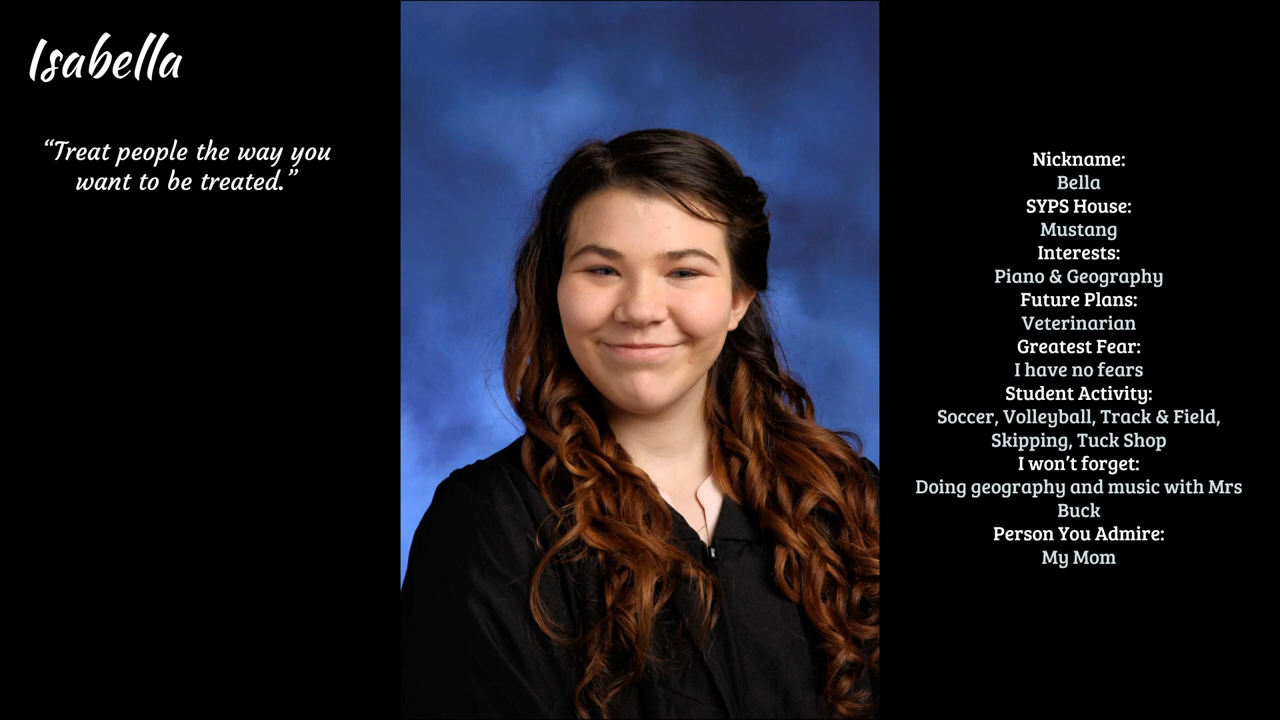 Isabella
“Treat people the way you
want to be treated.”
Nickname:
Bella
SYPS House:
Mustang
Interests:
Piano & Geography
Future Plans:
Veterinarian
Greatest Fear:
I have no fears
Student Activity:
Soccer, Volleyball, Track & Field,
Skipping, Tuck Shop
I won’t forget:
Doing geography and music with Mrs
Buck
Person You Admire:
My Mom